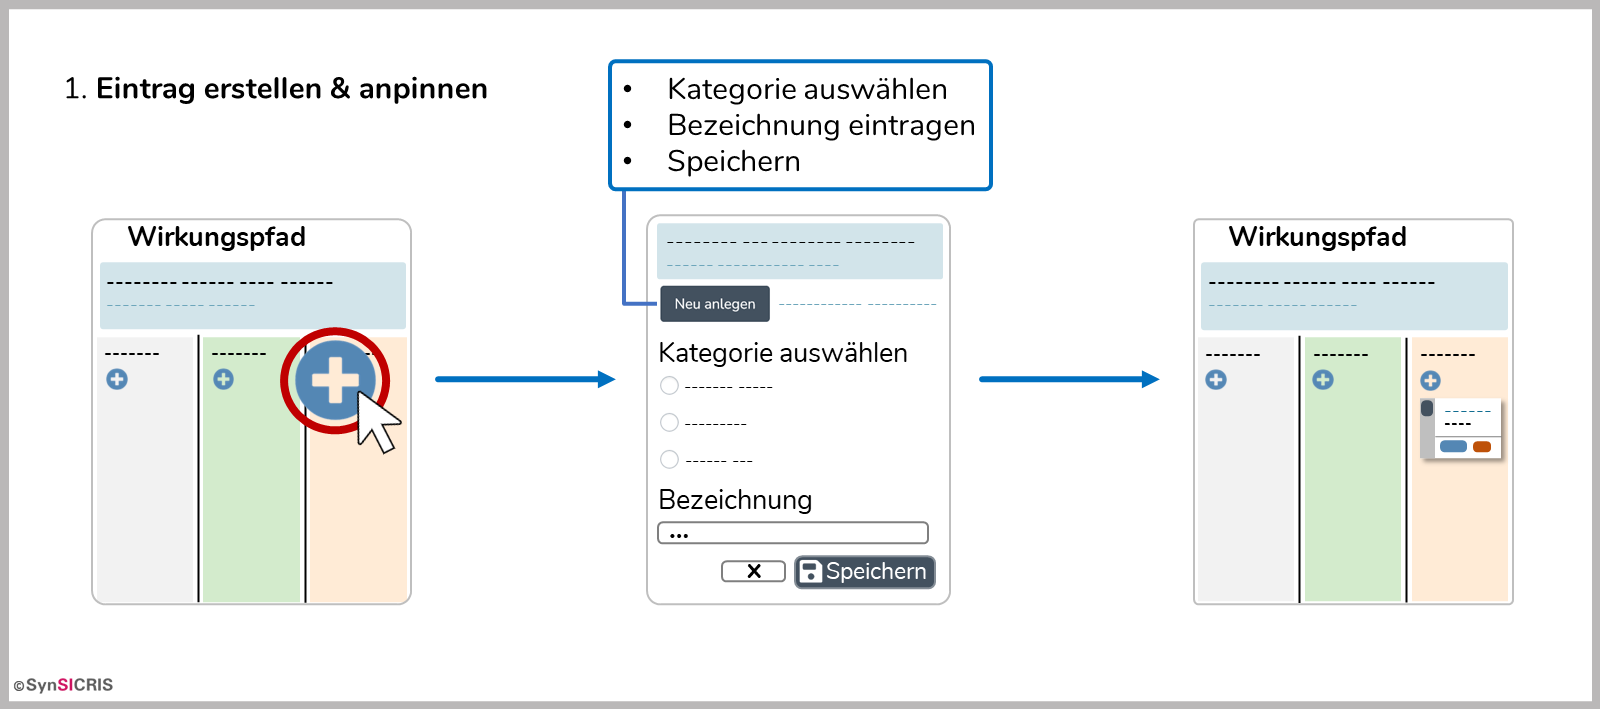 1. Eintrag erstellen & anpinnen
• Kategorie auswählen
• Bezeichnung eintragen
• Speichern
Wirkungspfad
Neu anlegen
Kategorie auswählen
Bezeichnung
...
X
Speichern
Wirkungspfad
©SynSICRIS